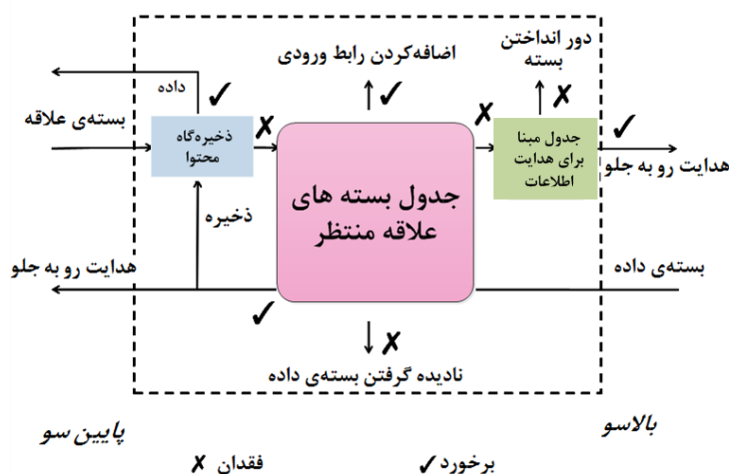 دور انداختن
بسته
اضافه‌کردن رابط ورودی
داده
بسته‌ی علاقه
ذخیره‌گاه
محتوا
جدول مبنا
برای هدایت
اطلاعات
هدایت رو به جلو
جدول بسته های
علاقه منتظر
ذخیره
هدایت رو به جلو
بسته‌ی داده
نادیده گرفتن بسته‌ی داده
بالاسو
پایین سو
برخورد ✓
فقدان ✗